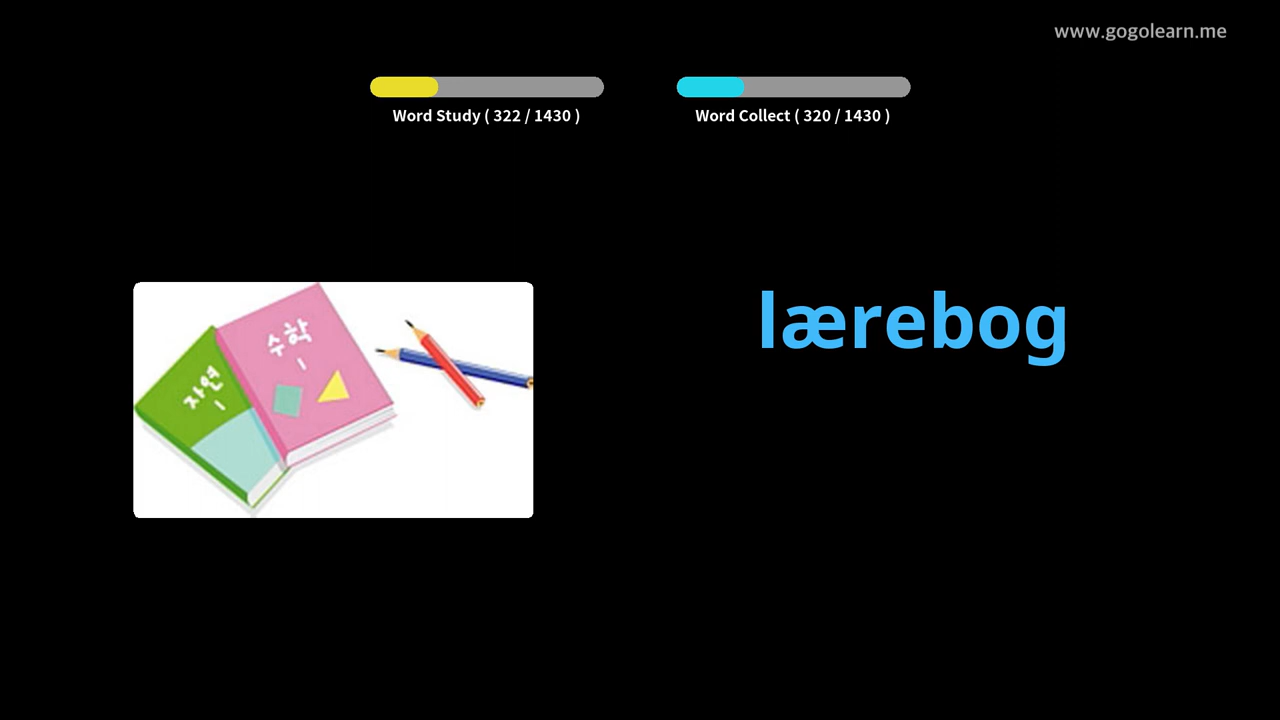 www.gogolearn.me
Word Study ( 322 / 1430 )
Word Collect ( 320 / 1430 )
lærebog
수학
1
자연
1